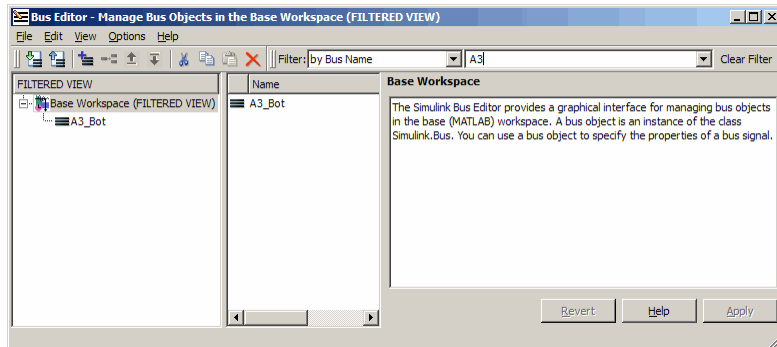 Bus Editor - Manage Bus Objects in the Base Workspace (FILTERED VIEW)
File Edit View Options Help
Filter: by Bus Name A3 Clear Filter
FILTERED VIEW
Base Workspace (FILTERED VIEW)
A3_Bot
Name
A3_Bot
Base Workspace
The Simulink Bus Editor provides a graphical interface for managing bus objects
in the base (MATLAB) workspace. A bus object is an instance of the class
Simulink.Bus. You can use a bus object to specify the properties of a bus signal.
Revert Help Apply